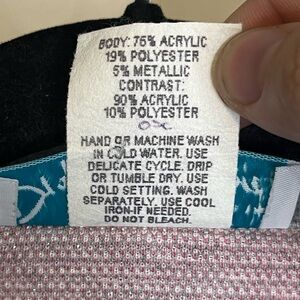 BODY: 75% ACRYLIC
19% POLYESTER
5% METALLIC
CONTRAST:
90% ACRYLIC
10% POLYESTER
HAND OR MACHINE WASH
IN COLD WATER. USE
DELICATE CYCLE. DRIP
OR TUMBLE DRY. USE
COLD SETTING. WASH
SEPARATELY. USE COOL
IRON-IF NEEDED.
DO NOT BLEACH.